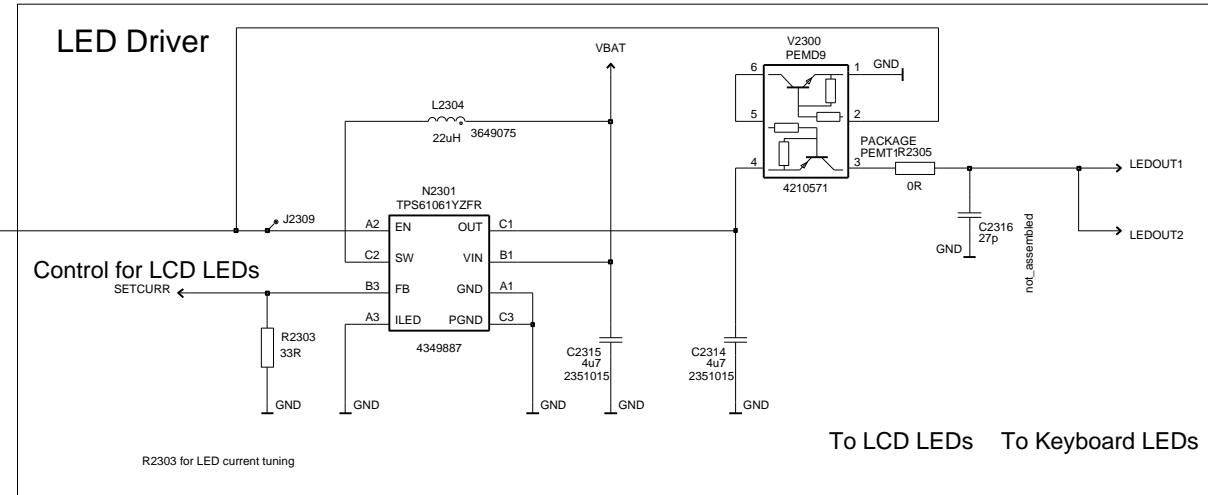 LED Driver
VBAT
V2300
PEMD9
6
1
GND
L2304
22uH
3649075
5
2
PACKAGE
PEMT1
R2305
4
3
0R
4210571
LEDOUT1
N2301
TPS61061YZFR
J2309
A2
EN
OUT
C1
C2316
27p
not_assembled
GND
LEDOUT2
C2
SW
VIN
B1
Control for LCD LEDs
SETCURR
B3
FB
GND
A1
A3
ILED
PGND
C3
R2303
33R
4349887
C2315
4u7
2351015
C2314
4u7
2351015
GND
GND
GND
GND
GND
To LCD LEDs
To Keyboard LEDs
R2303 for LED current tuning